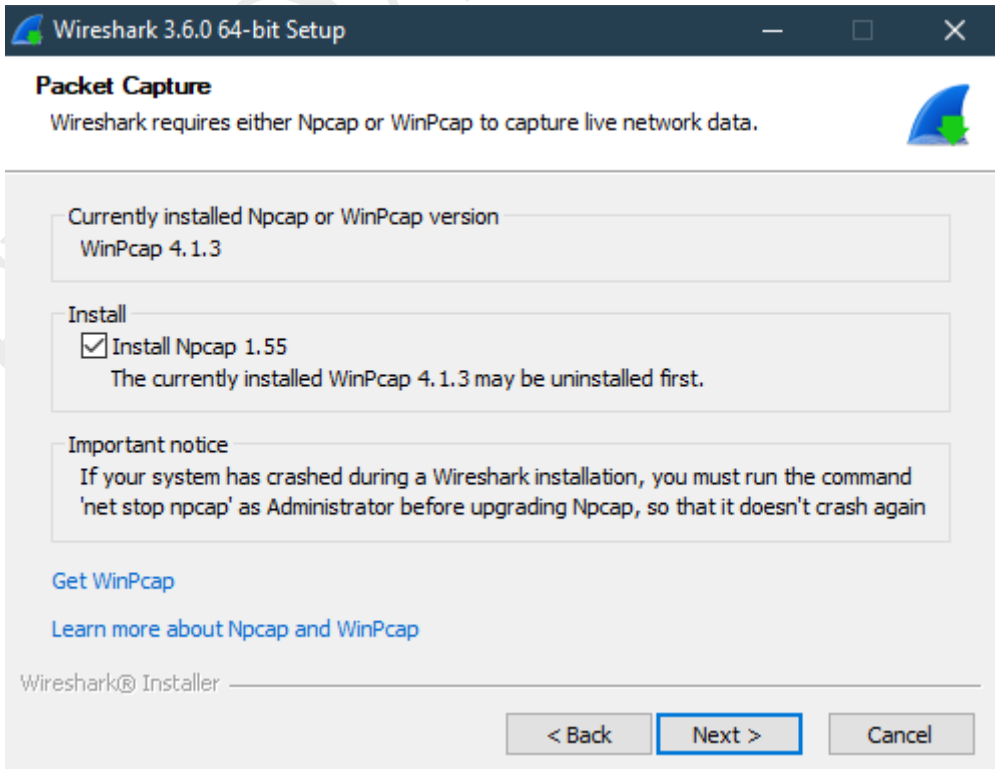 Wireshark 3.6.0 64-bit Setup
Packet Capture
Wireshark requires either Npcap or WinPcap to capture live network data.
Currently installed Npcap or WinPcap version
WinPcap 4.1.3
Install
Install Npcap 1.55
The currently installed WinPcap 4.1.3 may be uninstalled first.
Important notice
If your system has crashed during a Wireshark installation, you must run the command
'net stop npcap' as Administrator before upgrading Npcap, so that it doesn't crash again
Get WinPcap
Learn more about Npcap and WinPcap
Wireshark® Installer
< Back Next > Cancel